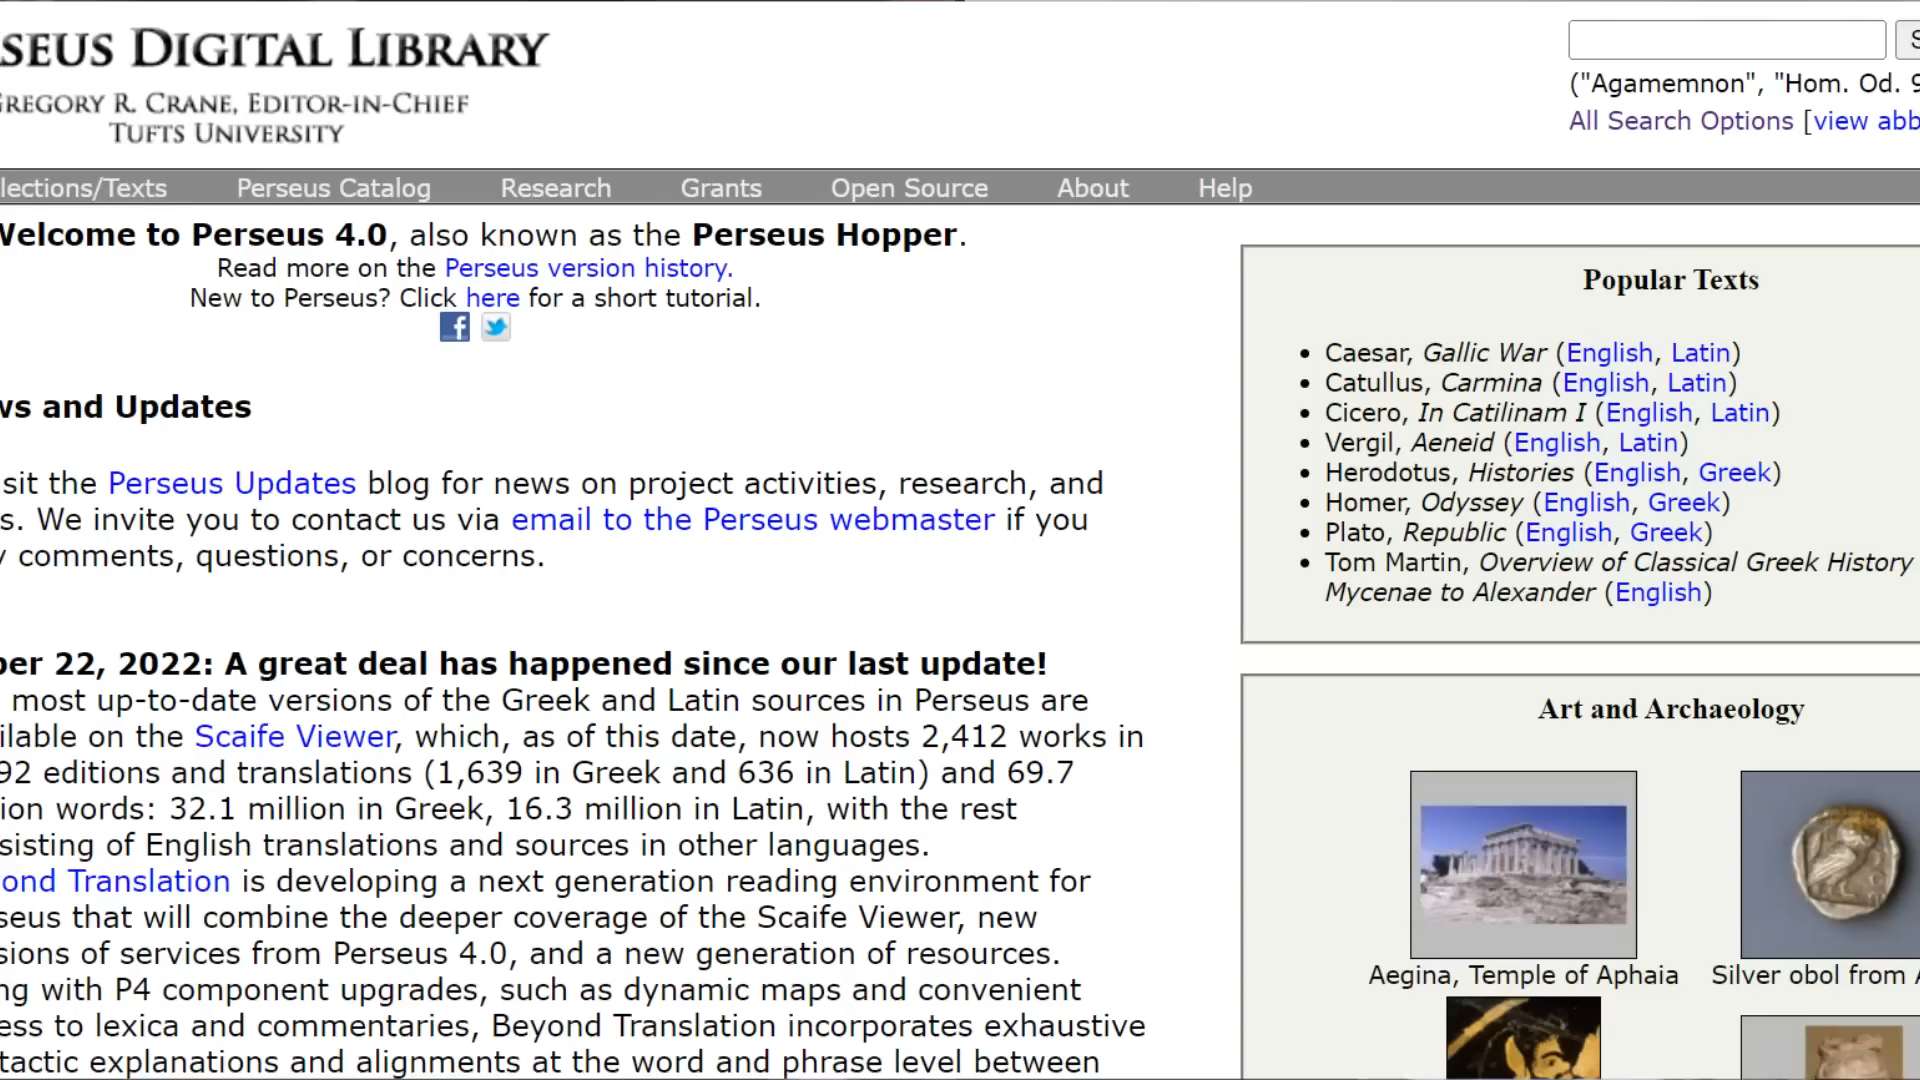 SEUS DIGITAL LIBRARY
GREGORY R. CRANE, EDITOR-IN-CHIEF
TUFTS UNIVERSITY
("Agamemnon", "Hom. Od. 9
All Search Options [view abb
lections/Texts Perseus Catalog Research Grants Open Source About Help
Welcome to Perseus 4.0, also known as the Perseus Hopper.
Read more on the Perseus version history.
New to Perseus? Click here for a short tutorial.
ws and Updates
sit the Perseus Updates blog for news on project activities, research, and
s. We invite you to contact us via email to the Perseus webmaster if you
y comments, questions, or concerns.
ber 22, 2022: A great deal has happened since our last update!
most up-to-date versions of the Greek and Latin sources in Perseus are
ilable on the Scaife Viewer, which, as of this date, now hosts 2,412 works in
92 editions and translations (1,639 in Greek and 636 in Latin) and 69.7
ion words: 32.1 million in Greek, 16.3 million in Latin, with the rest
sisting of English translations and sources in other languages.
ond Translation is developing a next generation reading environment for
seus that will combine the deeper coverage of the Scaife Viewer, new
sions of services from Perseus 4.0, and a new generation of resources.
ng with P4 component upgrades, such as dynamic maps and convenient
ess to lexica and commentaries, Beyond Translation incorporates exhaustive
tactic explanations and alignments at the word and phrase level between
Popular Texts
• Caesar, Gallic War (English, Latin)
• Catullus, Carmina (English, Latin)
• Cicero, In Catilinam I (English, Latin)
• Vergil, Aeneid (English, Latin)
• Herodotus, Histories (English, Greek)
• Homer, Odyssey (English, Greek)
• Plato, Republic (English, Greek)
• Tom Martin, Overview of Classical Greek History
Mycenae to Alexander (English)
Art and Archaeology
Aegina, Temple of Aphaia
Silver obol from A